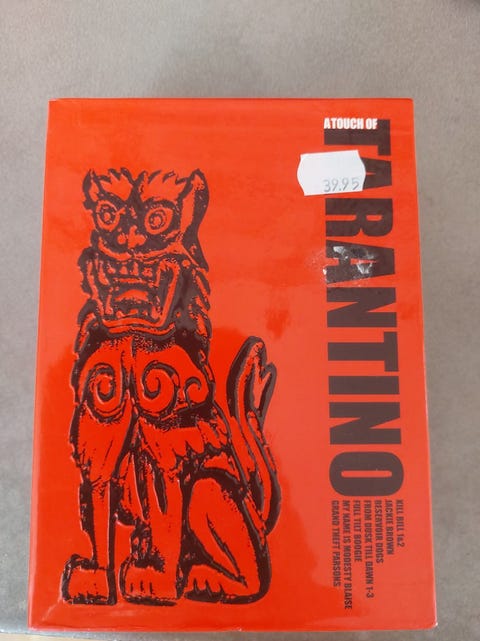 A TOUCH OF
TARANTINO
39.95
KILL BILL 1&2
JACKIE BROWN
RESERVOIR DOGS
FROM DUSK TILL DAWN 1-3
FULL TILT BOOGIE
MY NAME IS MODESTY BLAISE
GRAND THEFT PARSONS